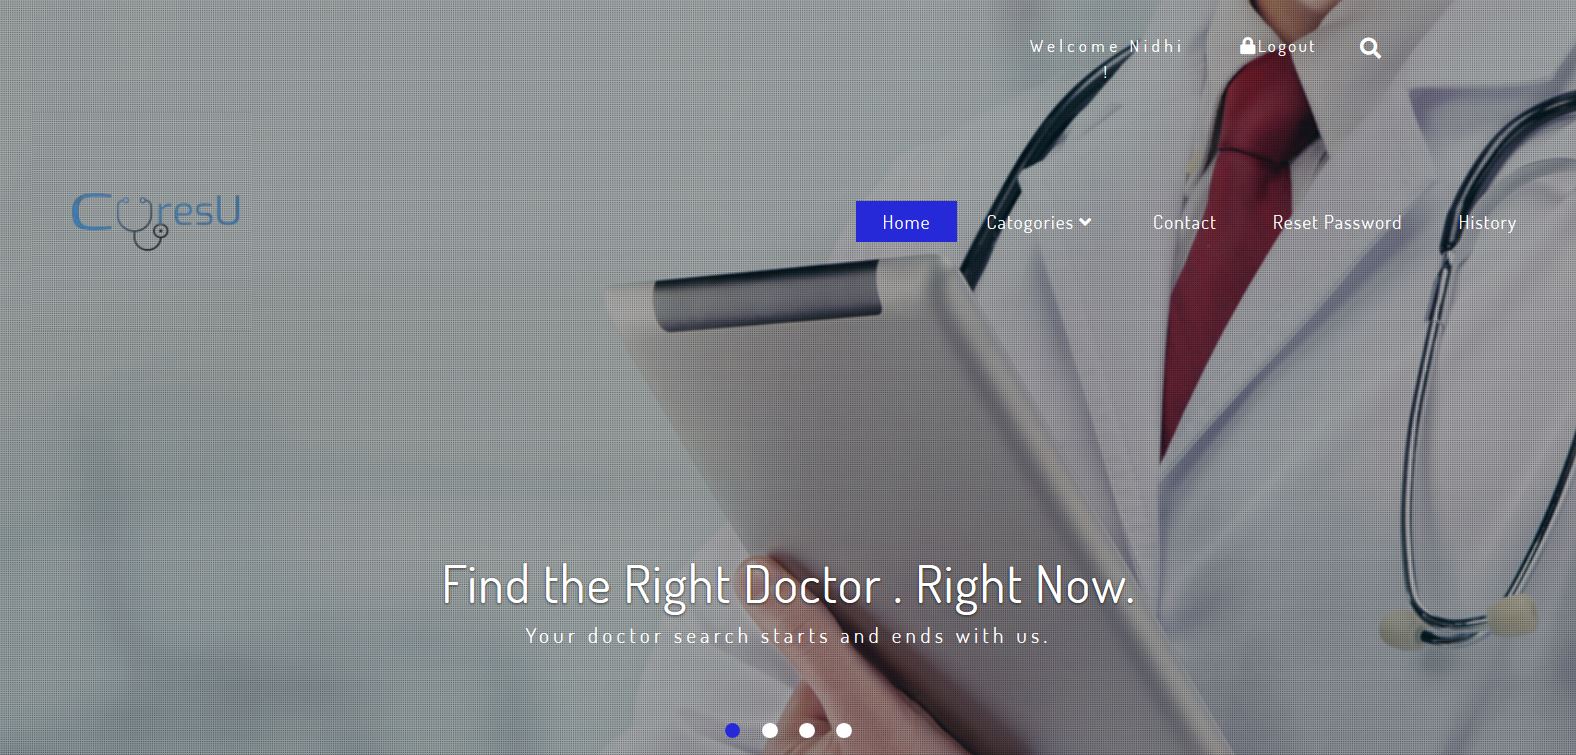 Welcome Nidhi
!
Logout
CuresU
Home
Catogories
Contact
Reset Password
History
Find the Right Doctor . Right Now.
Your doctor search starts and ends with us.